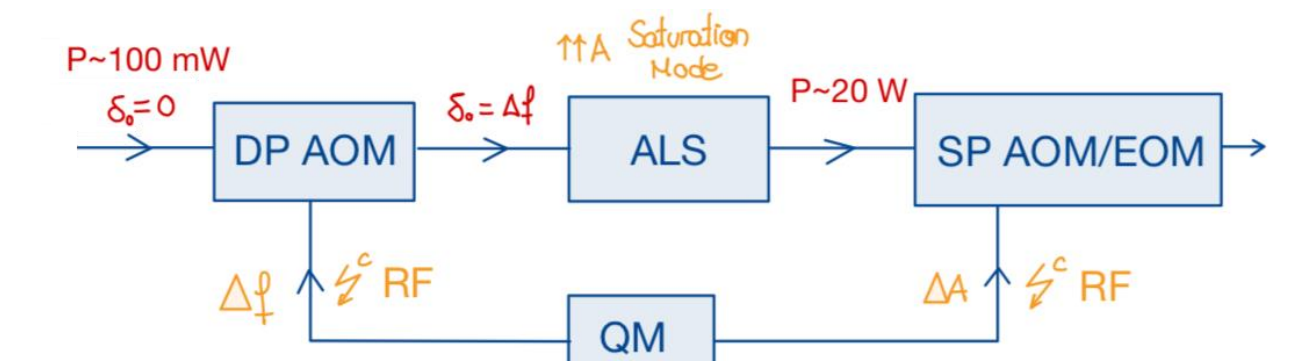 P~100 mW
δ₀=0
DP AOM
δ₀=Δf
↑↑A Saturation
Mode
ALS
P~20 W
SP AOM/EOM
Δf
c RF
QM
ΔA
c RF